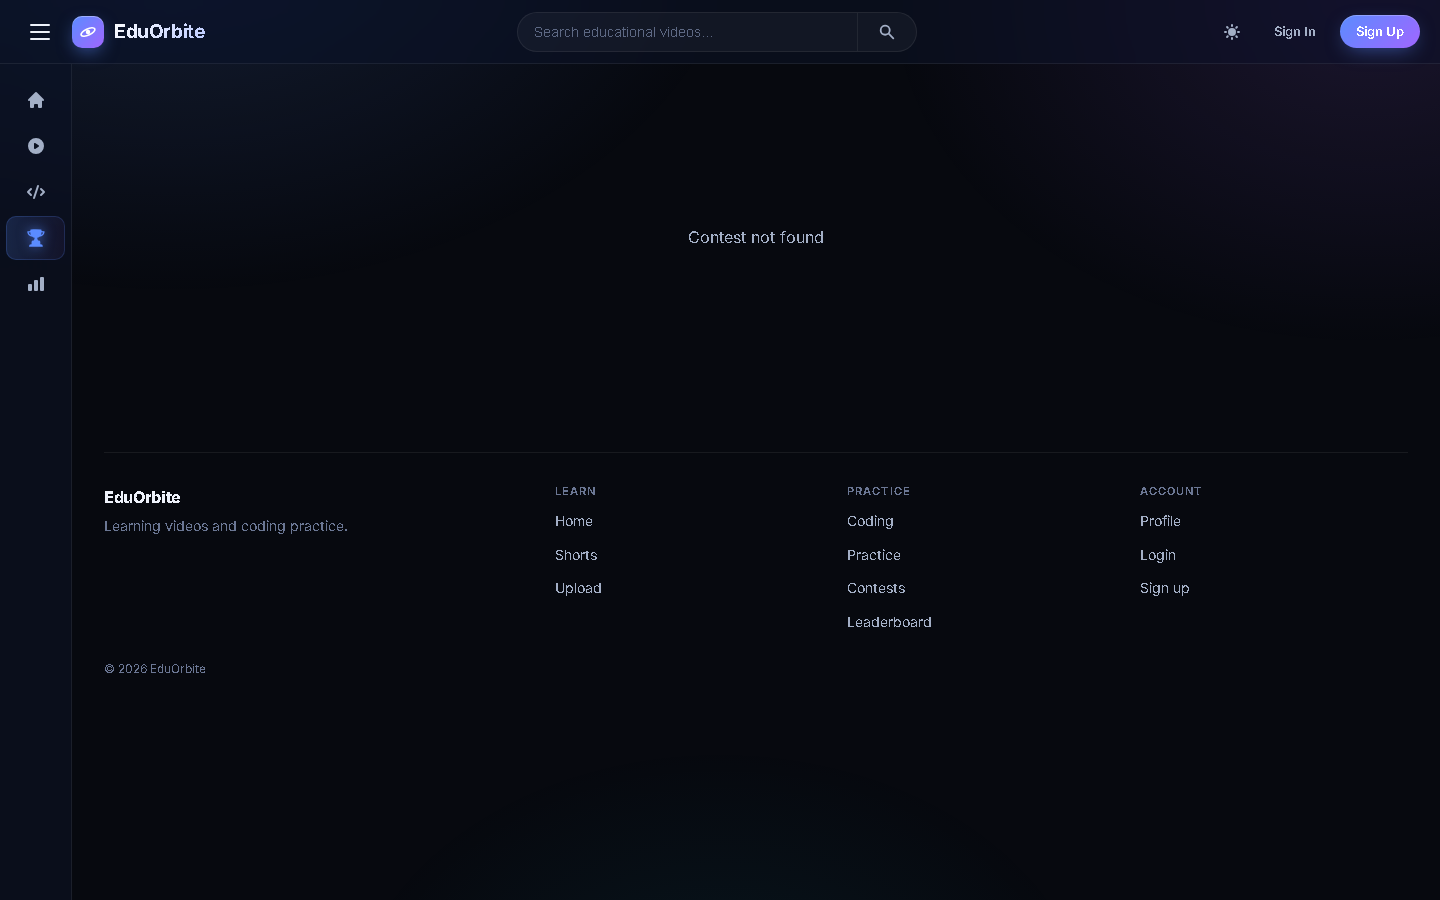 EduOrbite
Search educational videos...
Sign In
Sign Up
Contest not found
EduOrbite
Learning videos and coding practice.
LEARN
Home
Shorts
Upload
PRACTICE
Coding
Practice
Contests
Leaderboard
ACCOUNT
Profile
Login
Sign up
© 2026 EduOrbite